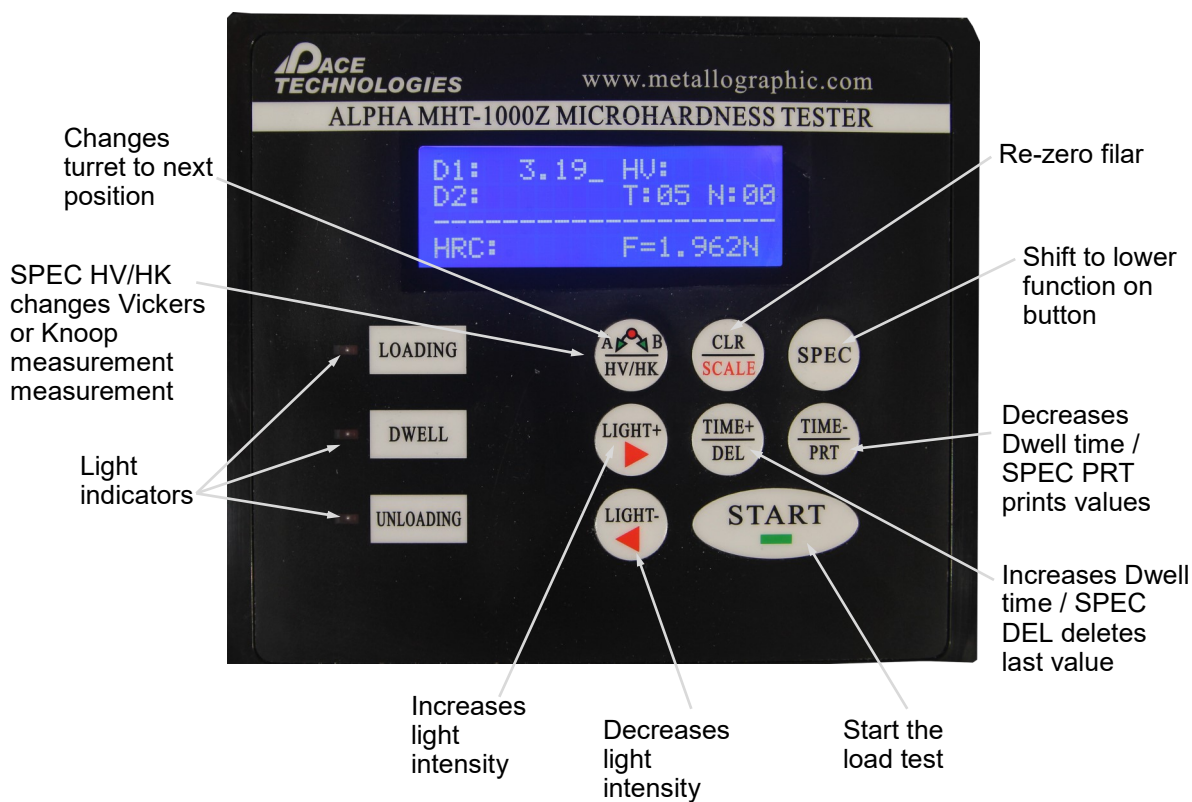 PACE
TECHNOLOGIES
www.metallographic.com
ALPHA MHT-1000Z MICROHARDNESS TESTER
D1: 3.19_ HV:
D2: T:05 N:00
--------------------
HRC: F=1.962N
Changes
turret to next
position
SPEC HV/HK
changes Vickers
or Knoop
measurement
measurement
Light
indicators
LOADING
DWELL
UNLOADING
A B
HV/HK
CLR
SCALE
SPEC
LIGHT+
TIME+
DEL
TIME-
PRT
LIGHT-
START
Re-zero filar
Shift to lower
function on
button
Decreases
Dwell time /
SPEC PRT
prints values
Increases Dwell
time / SPEC
DEL deletes
last value
Increases
light
intensity
Decreases
light
intensity
Start the
load test